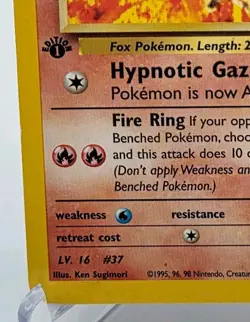 EDITION
1
Fox Pokémon. Length: 2
Hypnotic Gaz
Pokémon is now A
Fire Ring If your opp
Benched Pokémon, choo
and this attack does 10 d
(Don't apply Weakness an
Benched Pokémon.)
weakness resistance
retreat cost
LV. 16 #37
Illus. Ken Sugimori ©1995, 96, 98 Nintendo, Creatur